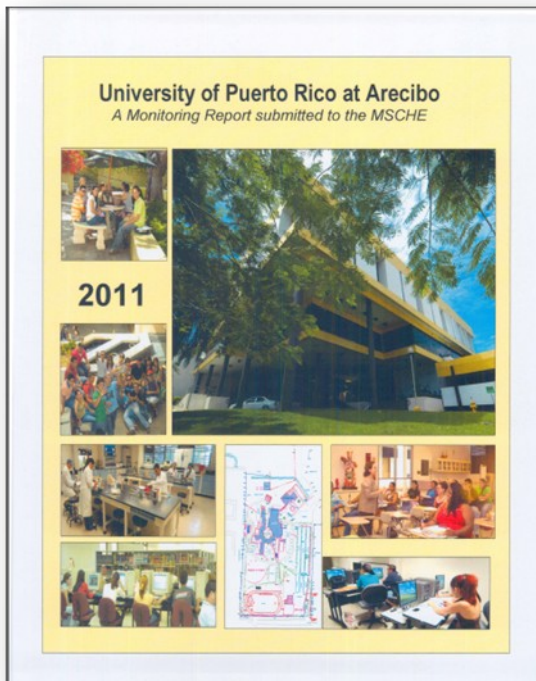 University of Puerto Rico at Arecibo
A Monitoring Report submitted to the MSCHE
2011